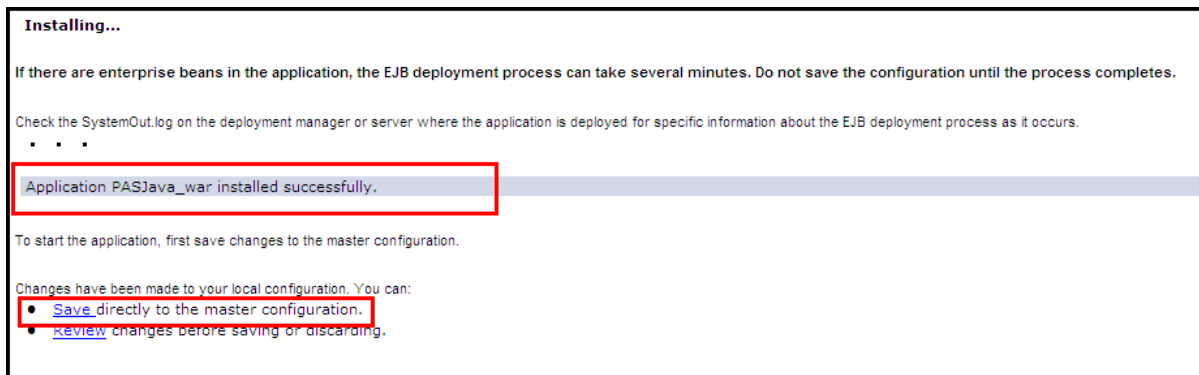 Installing...
If there are enterprise beans in the application, the EJB deployment process can take several minutes. Do not save the configuration until the process completes.
Check the SystemOut.log on the deployment manager or server where the application is deployed for specific information about the EJB deployment process as it occurs.
Application PASJava_war installed successfully.
To start the application, first save changes to the master configuration.
Changes have been made to your local configuration. You can:
Save directly to the master configuration.
Review changes before saving or discarding.